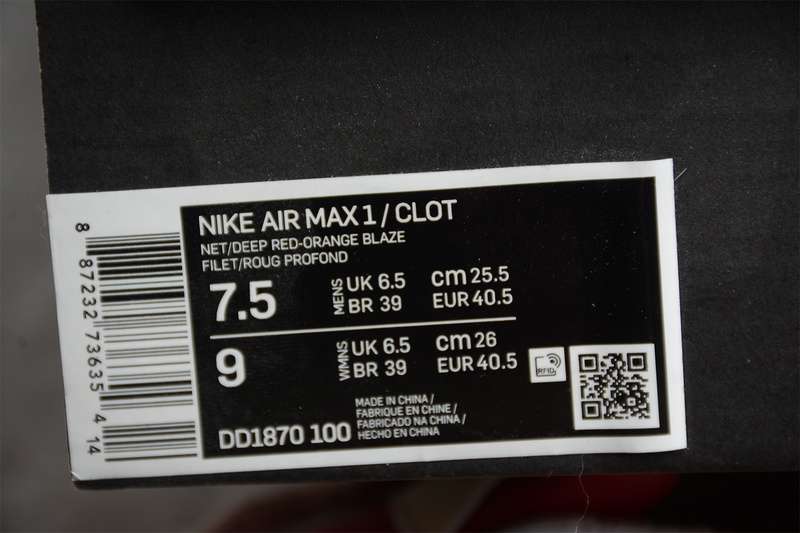 NIKE AIR MAX 1 / CLOT
NET/DEEP RED-ORANGE BLAZE
FILET/ROUG PROFOND
7.5 MENS UK 6.5 cm 25.5
BR 39 EUR 40.5
9 WMNS UK 6.5 cm 26
BR 39 EUR 40.5
RFID
MADE IN CHINA /
FABRIQUE EN CHINE /
FABRICADO NA CHINA /
HECHO EN CHINA
DD1870 100
8 87232 73635 4 14